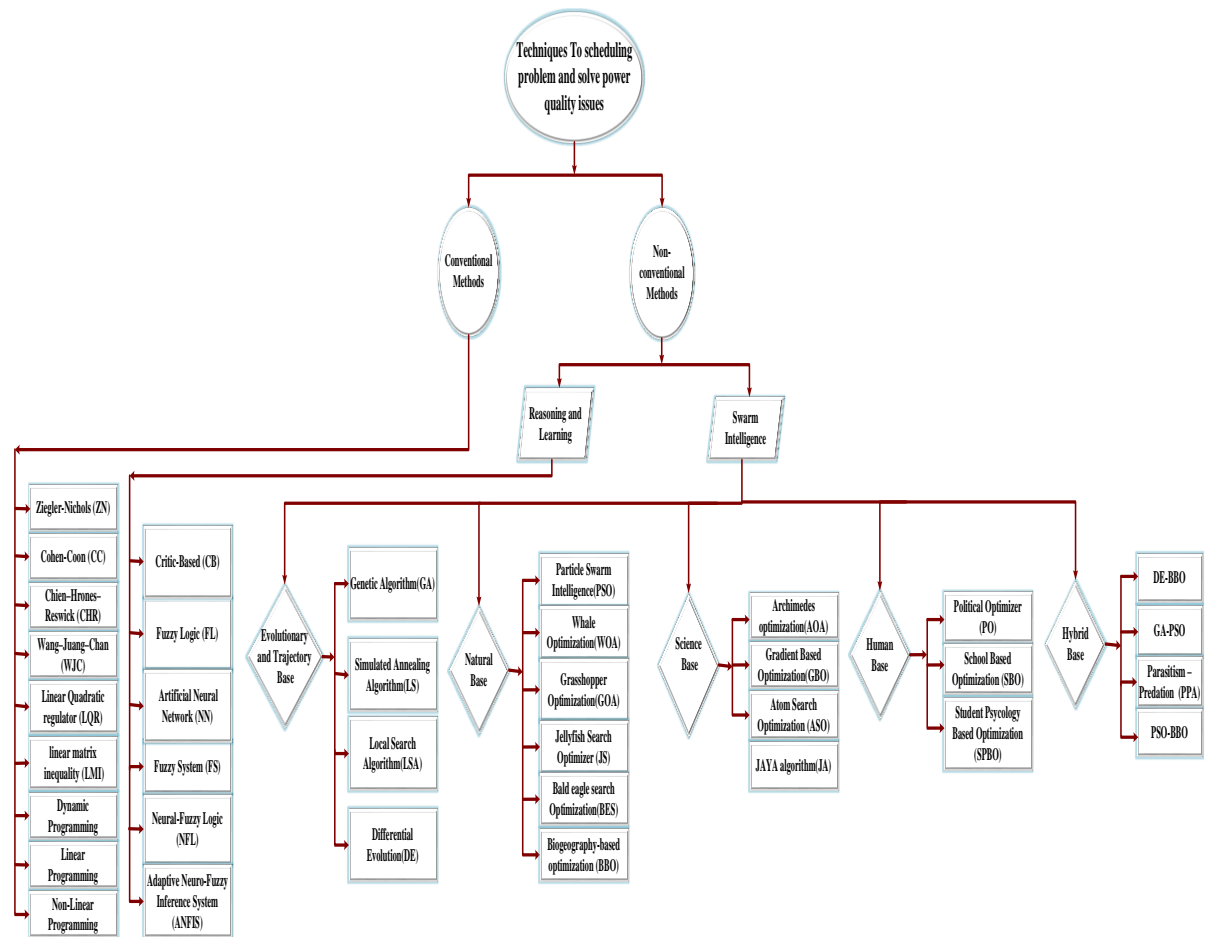 Techniques To scheduling
problem and solve power
quality issues
Conventional
Methods
Non-
conventional
Methods
Reasoning and
Learning
Swarm
Intelligence
Ziegler-Nichols (ZN)
Cohen-Coon (CC)
Chien–Hrones–
Reswick (CHR)
Wang–Juang–Chan
(WJC)
Linear Quadratic
regulator (LQR)
linear matrix
inequality (LMI)
Dynamic
Programming
Linear
Programming
Non-Linear
Programming
Critic-Based (CB)
Fuzzy Logic (FL)
Artificial Neural
Network (NN)
Fuzzy System (FS)
Neural-Fuzzy Logic
(NFL)
Adaptive Neuro-Fuzzy
Inference System
(ANFIS)
Evolutionary
and Trajectory
Base
Genetic Algorithm(GA)
Simulated Annealing
Algorithm(LS)
Local Search
Algorithm(LSA)
Differential
Evolution(DE)
Natural
Base
Particle Swarm
Intelligence(PSO)
Whale
Optimization(WOA)
Grasshopper
Optimization(GOA)
Jellyfish Search
Optimizer (JS)
Bald eagle search
Optimization(BES)
Biogeography-based
optimization (BBO)
Science
Base
Archimedes
optimization(AOA)
Gradient Based
Optimization(GBO)
Atom Search
Optimization (ASO)
JAYA algorithm(JA)
Human
Base
Political Optimizer
(PO)
School Based
Optimization (SBO)
Student Psycology
Based Optimization
(SPBO)
Hybrid
Base
DE-BBO
GA-PSO
Parasitism –
Predation (PPA)
PSO-BBO